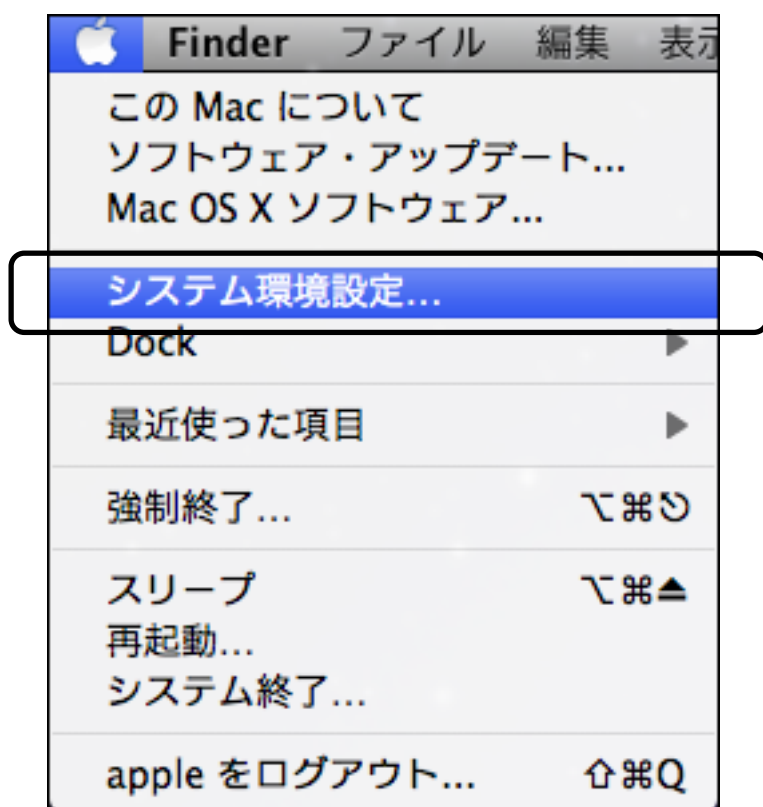 Finder ファイル 編集 表示
この Mac について
ソフトウェア・アップデート...
Mac OS X ソフトウェア...
システム環境設定...
Dock ▶
最近使った項目 ▶
強制終了... ⌥⌘⎋
スリープ ⌥⌘⏏
再起動...
システム終了...
apple をログアウト... ⇧⌘Q